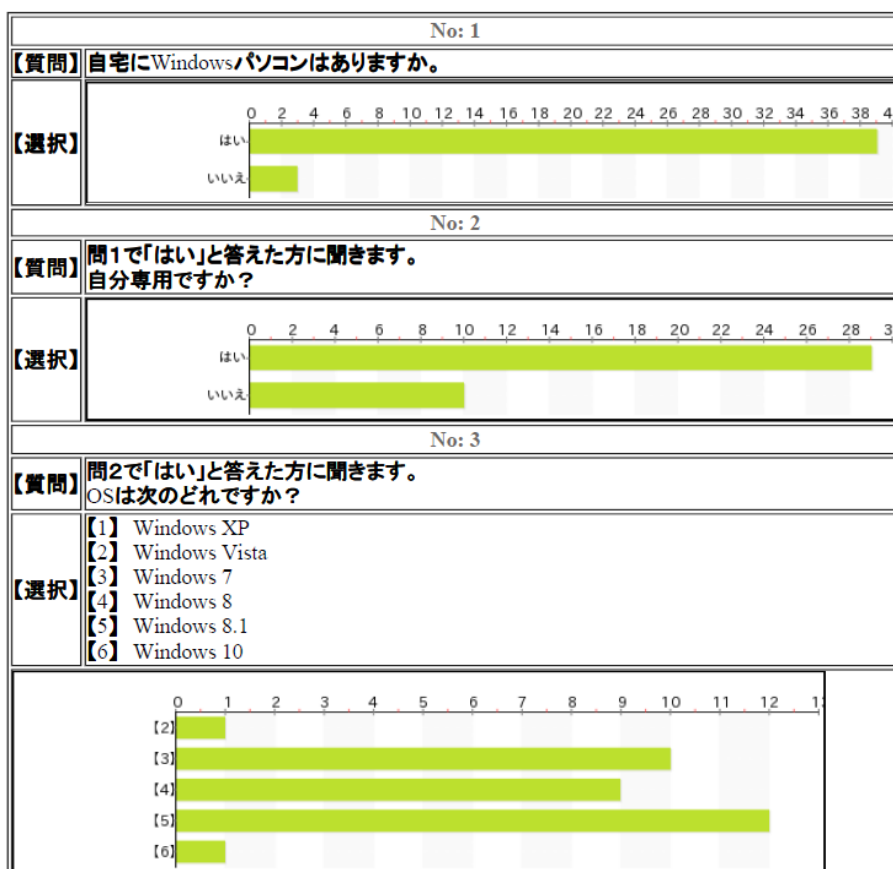 No: 1
【質問】 自宅にWindowsパソコンはありますか。
【選択】
0 2 4 6 8 10 12 14 16 18 20 22 24 26 28 30 32 34 36 38
はい
いいえ
No: 2
【質問】
問1で「はい」と答えた方に聞きます。
自分専用ですか？
【選択】
0 2 4 6 8 10 12 14 16 18 20 22 24 26 28
はい
いいえ
No: 3
【質問】
問2で「はい」と答えた方に聞きます。
OSは次のどれですか？
【選択】
【1】 Windows XP
【2】 Windows Vista
【3】 Windows 7
【4】 Windows 8
【5】 Windows 8.1
【6】 Windows 10
0 1 2 3 4 5 6 7 8 9 10 11 12
【2】
【3】
【4】
【5】
【6】